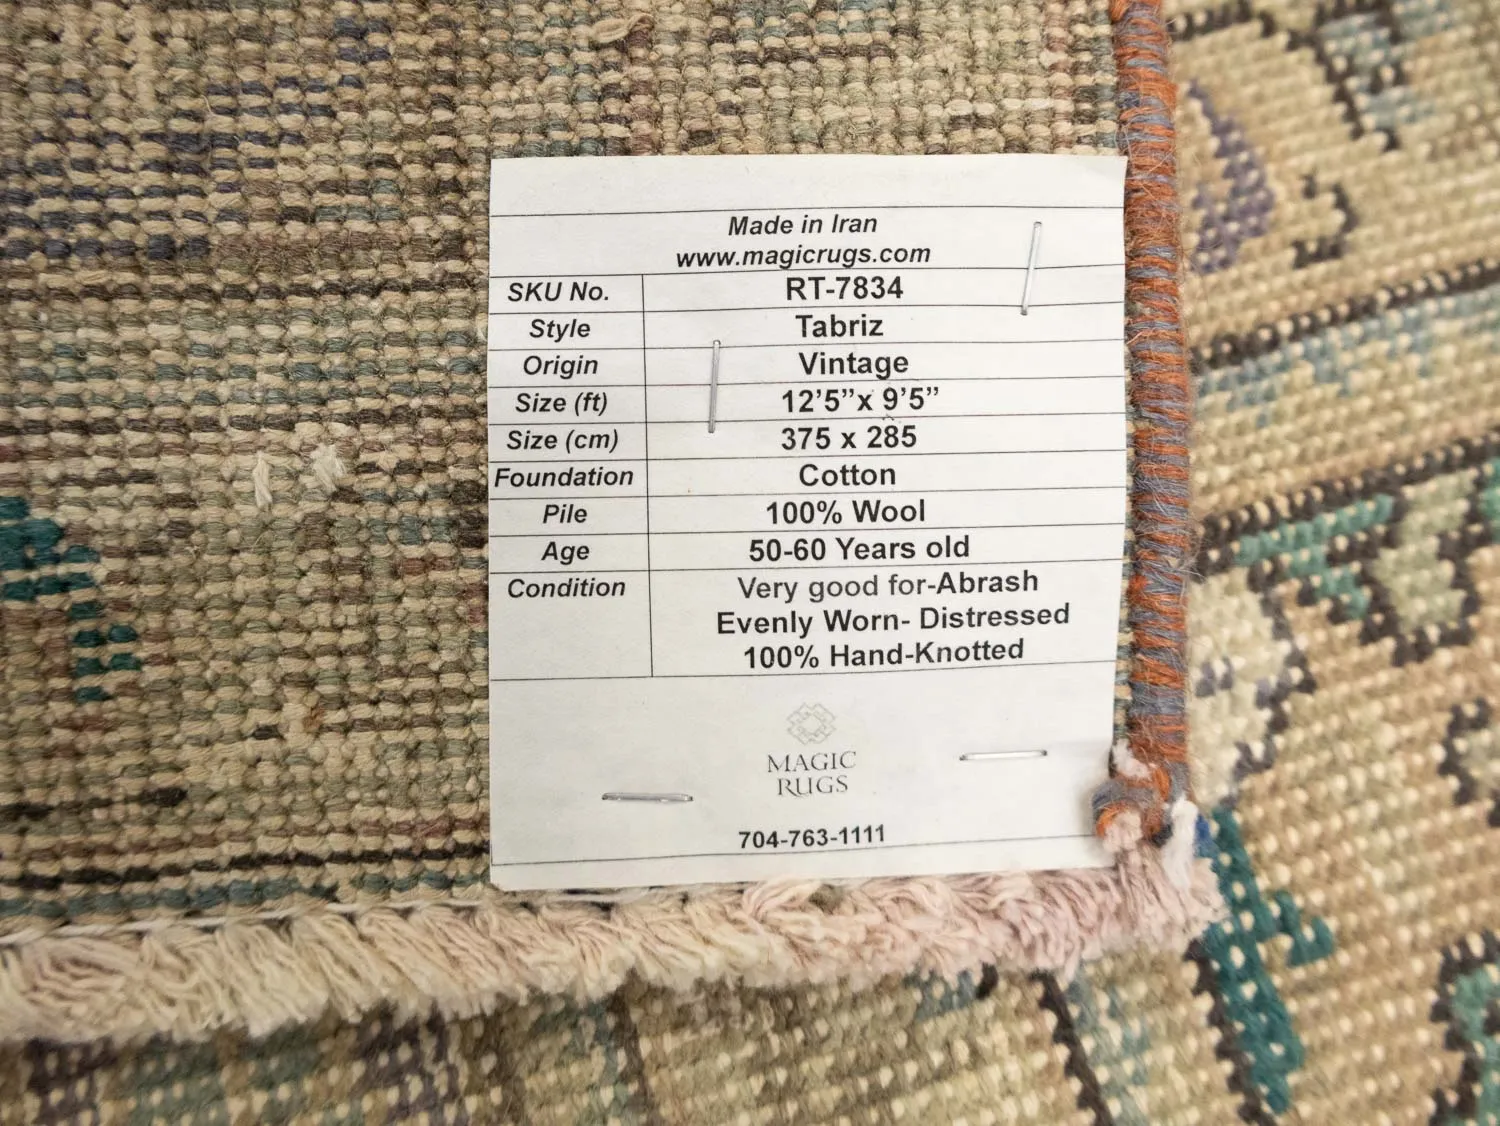 Made in Iran
www.magicrugs.com
SKU No. RT-7834
Style Tabriz
Origin Vintage
Size (ft) 12’5”x 9’5”
Size (cm) 375 x 285
Foundation Cotton
Pile 100% Wool
Age 50-60 Years old
Condition Very good for-Abrash
Evenly Worn- Distressed
100% Hand-Knotted
MAGIC
RUGS
704-763-1111